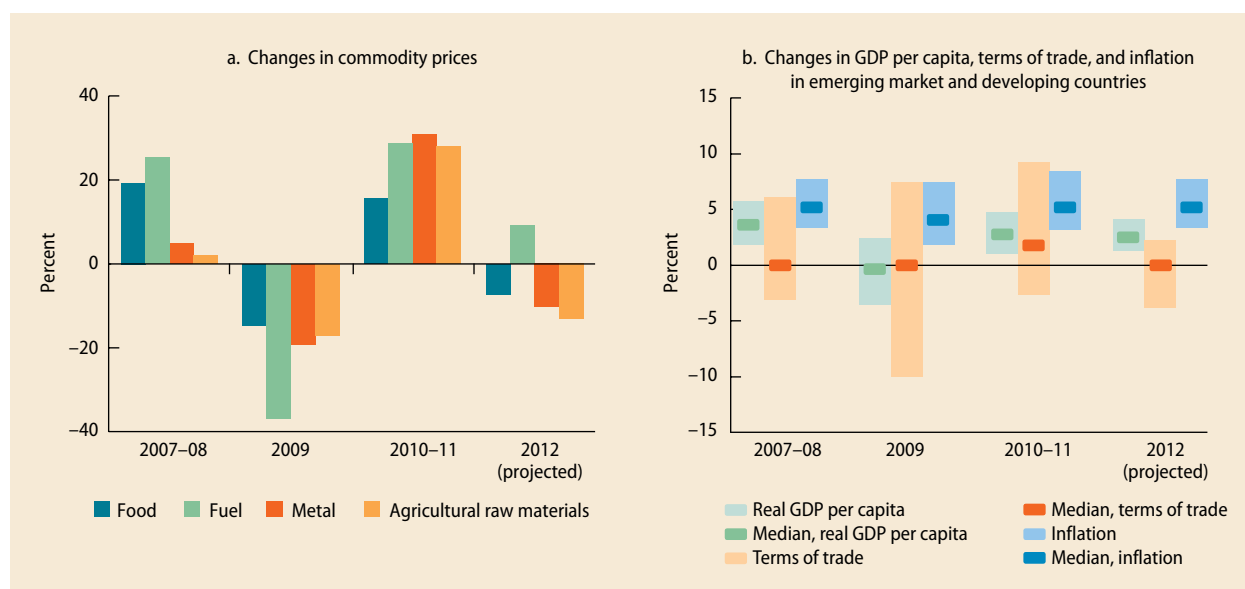 a. Changes in commodity prices
40
20
0
–20
–40
Percent
2007–08
2009
2010–11
2012
(projected)
Food
Fuel
Metal
Agricultural raw materials
b. Changes in GDP per capita, terms of trade, and inflation
in emerging market and developing countries
15
10
5
0
–5
–10
–15
Percent
2007–08
2009
2010–11
2012
(projected)
Real GDP per capita
Median, real GDP per capita
Terms of trade
Median, terms of trade
Inflation
Median, inflation